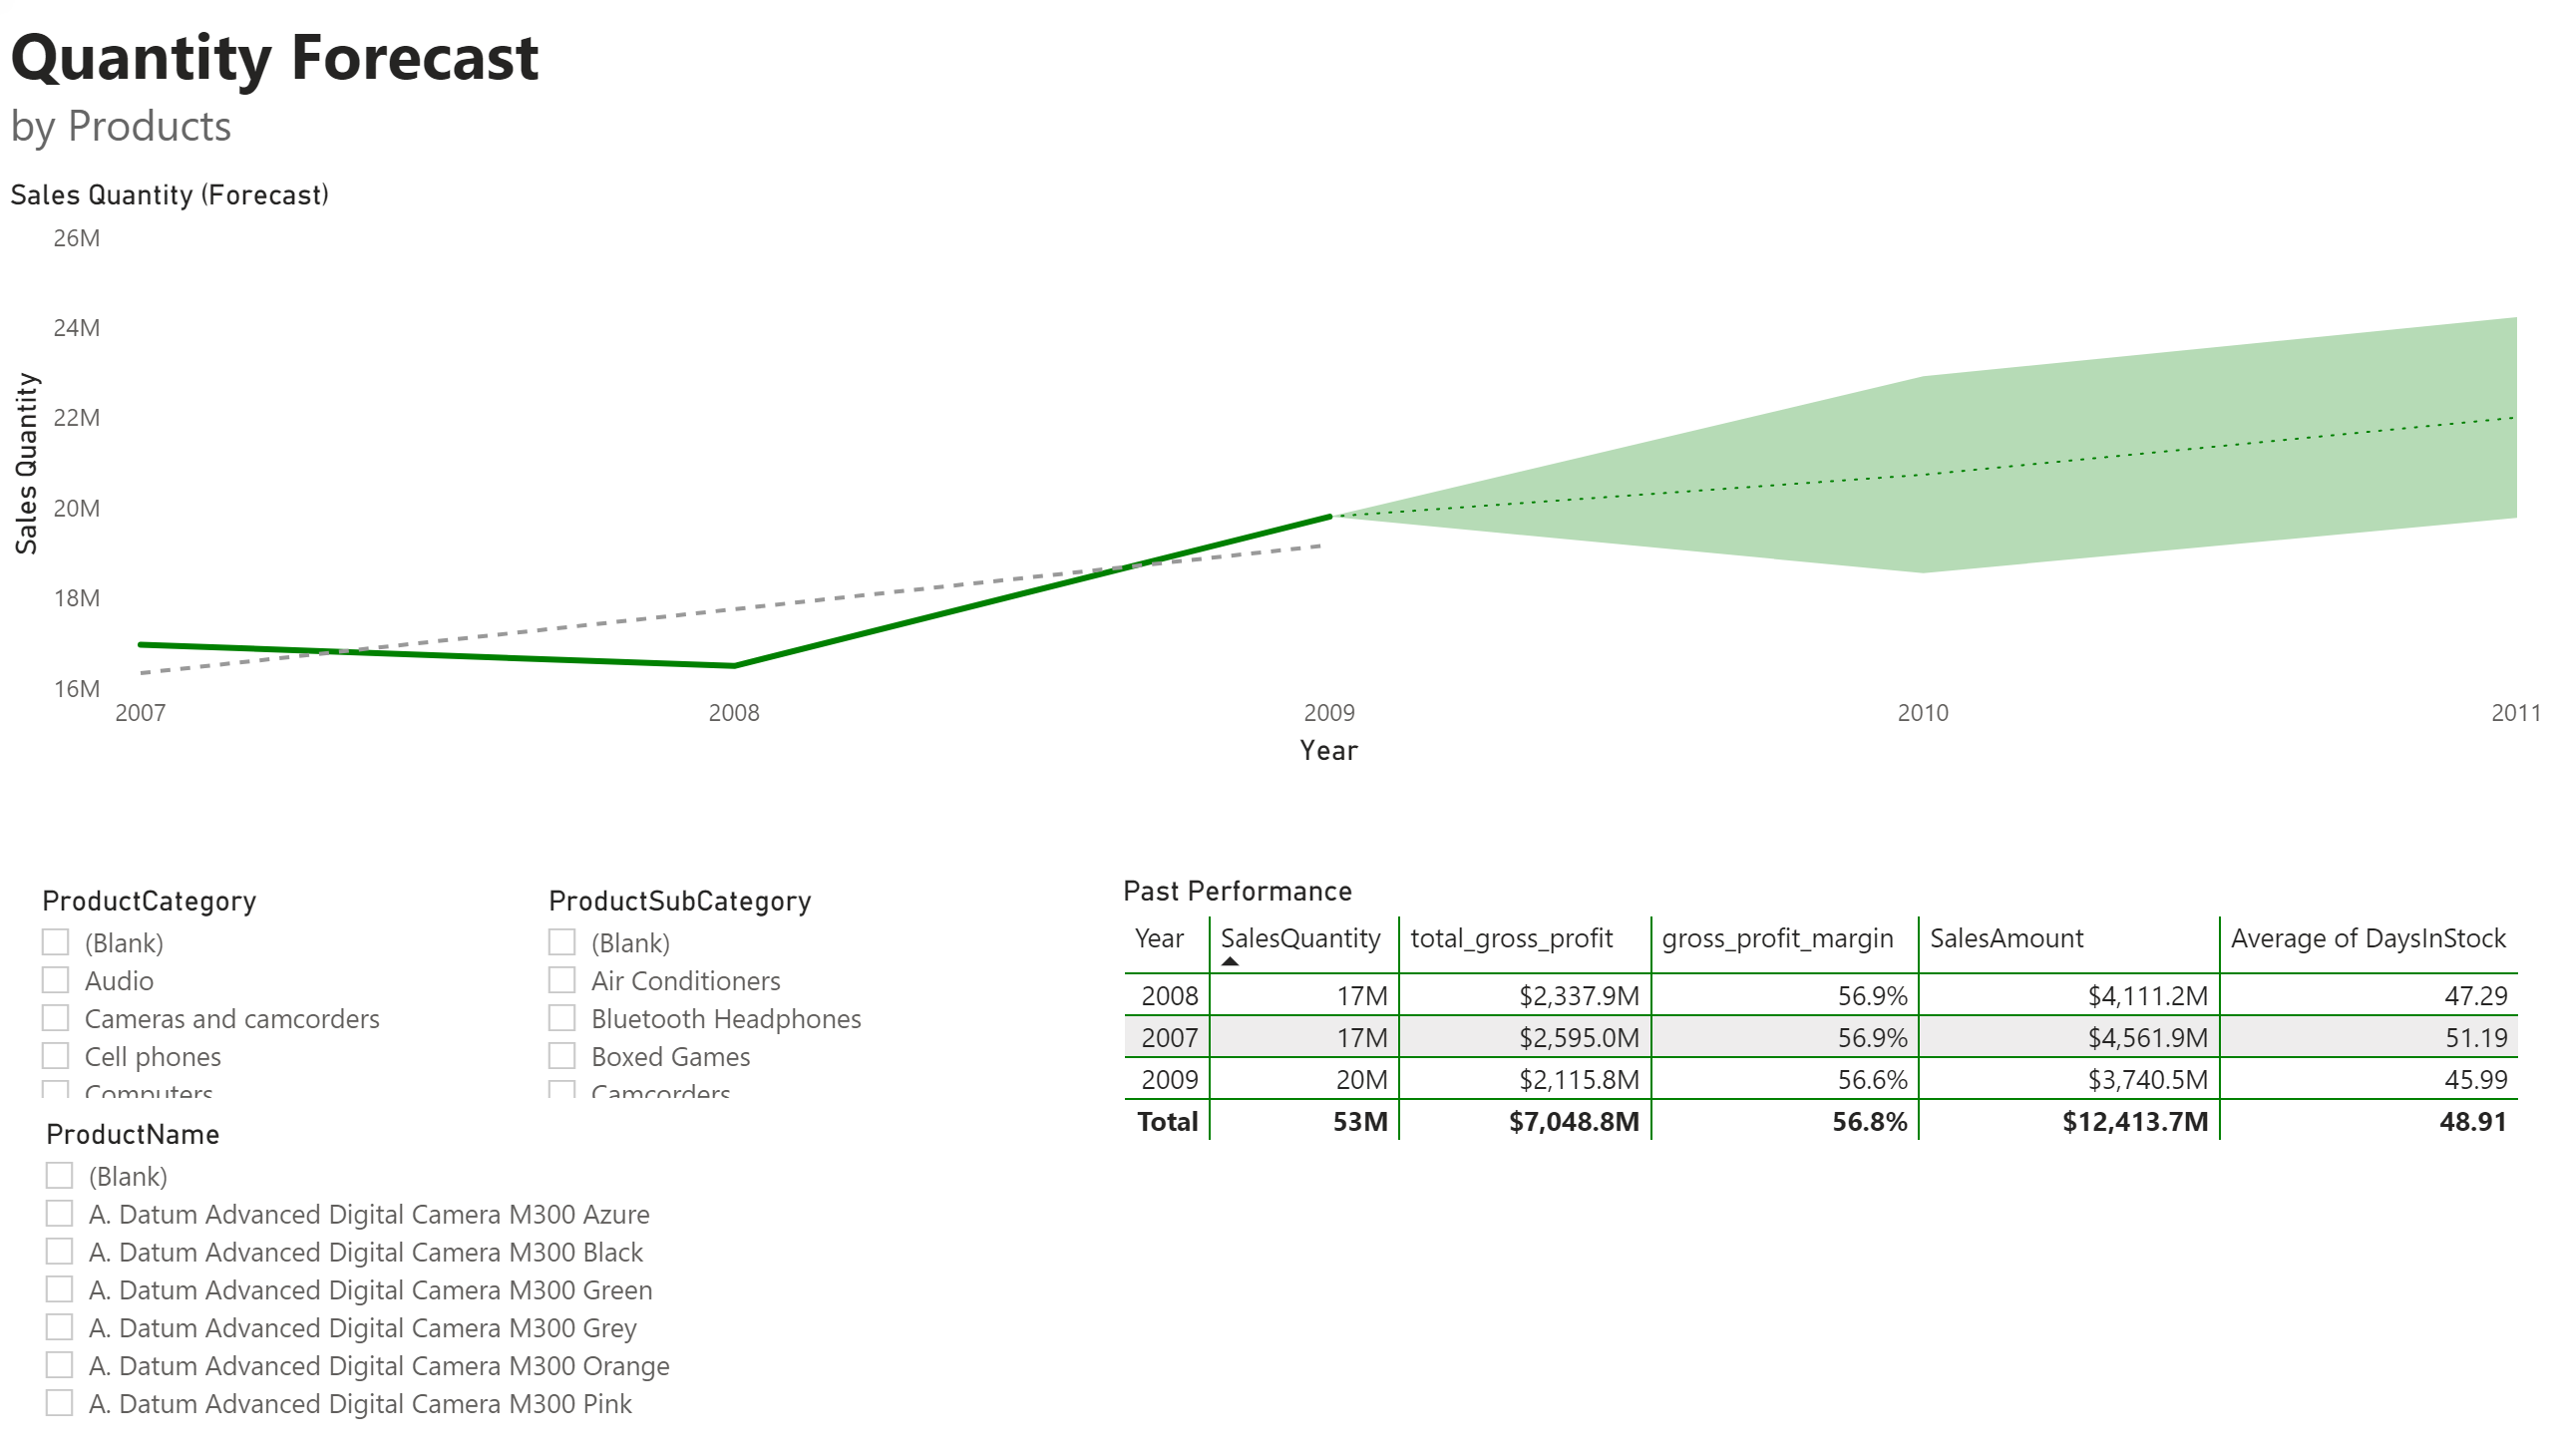 Quantity Forecast
by Products
Sales Quantity (Forecast)
26M
24M
22M
20M
18M
16M
Sales Quantity
2007 2008 2009 2010 2011
Year
ProductCategory
(Blank)
Audio
Cameras and camcorders
Cell phones
Computers
ProductSubCategory
(Blank)
Air Conditioners
Bluetooth Headphones
Boxed Games
Camcorders
ProductName
(Blank)
A. Datum Advanced Digital Camera M300 Azure
A. Datum Advanced Digital Camera M300 Black
A. Datum Advanced Digital Camera M300 Green
A. Datum Advanced Digital Camera M300 Grey
A. Datum Advanced Digital Camera M300 Orange
A. Datum Advanced Digital Camera M300 Pink
Past Performance
Year SalesQuantity total_gross_profit gross_profit_margin SalesAmount Average of DaysInStock
2008 17M $2,337.9M 56.9% $4,111.2M 47.29
2007 17M $2,595.0M 56.9% $4,561.9M 51.19
2009 20M $2,115.8M 56.6% $3,740.5M 45.99
Total 53M $7,048.8M 56.8% $12,413.7M 48.91